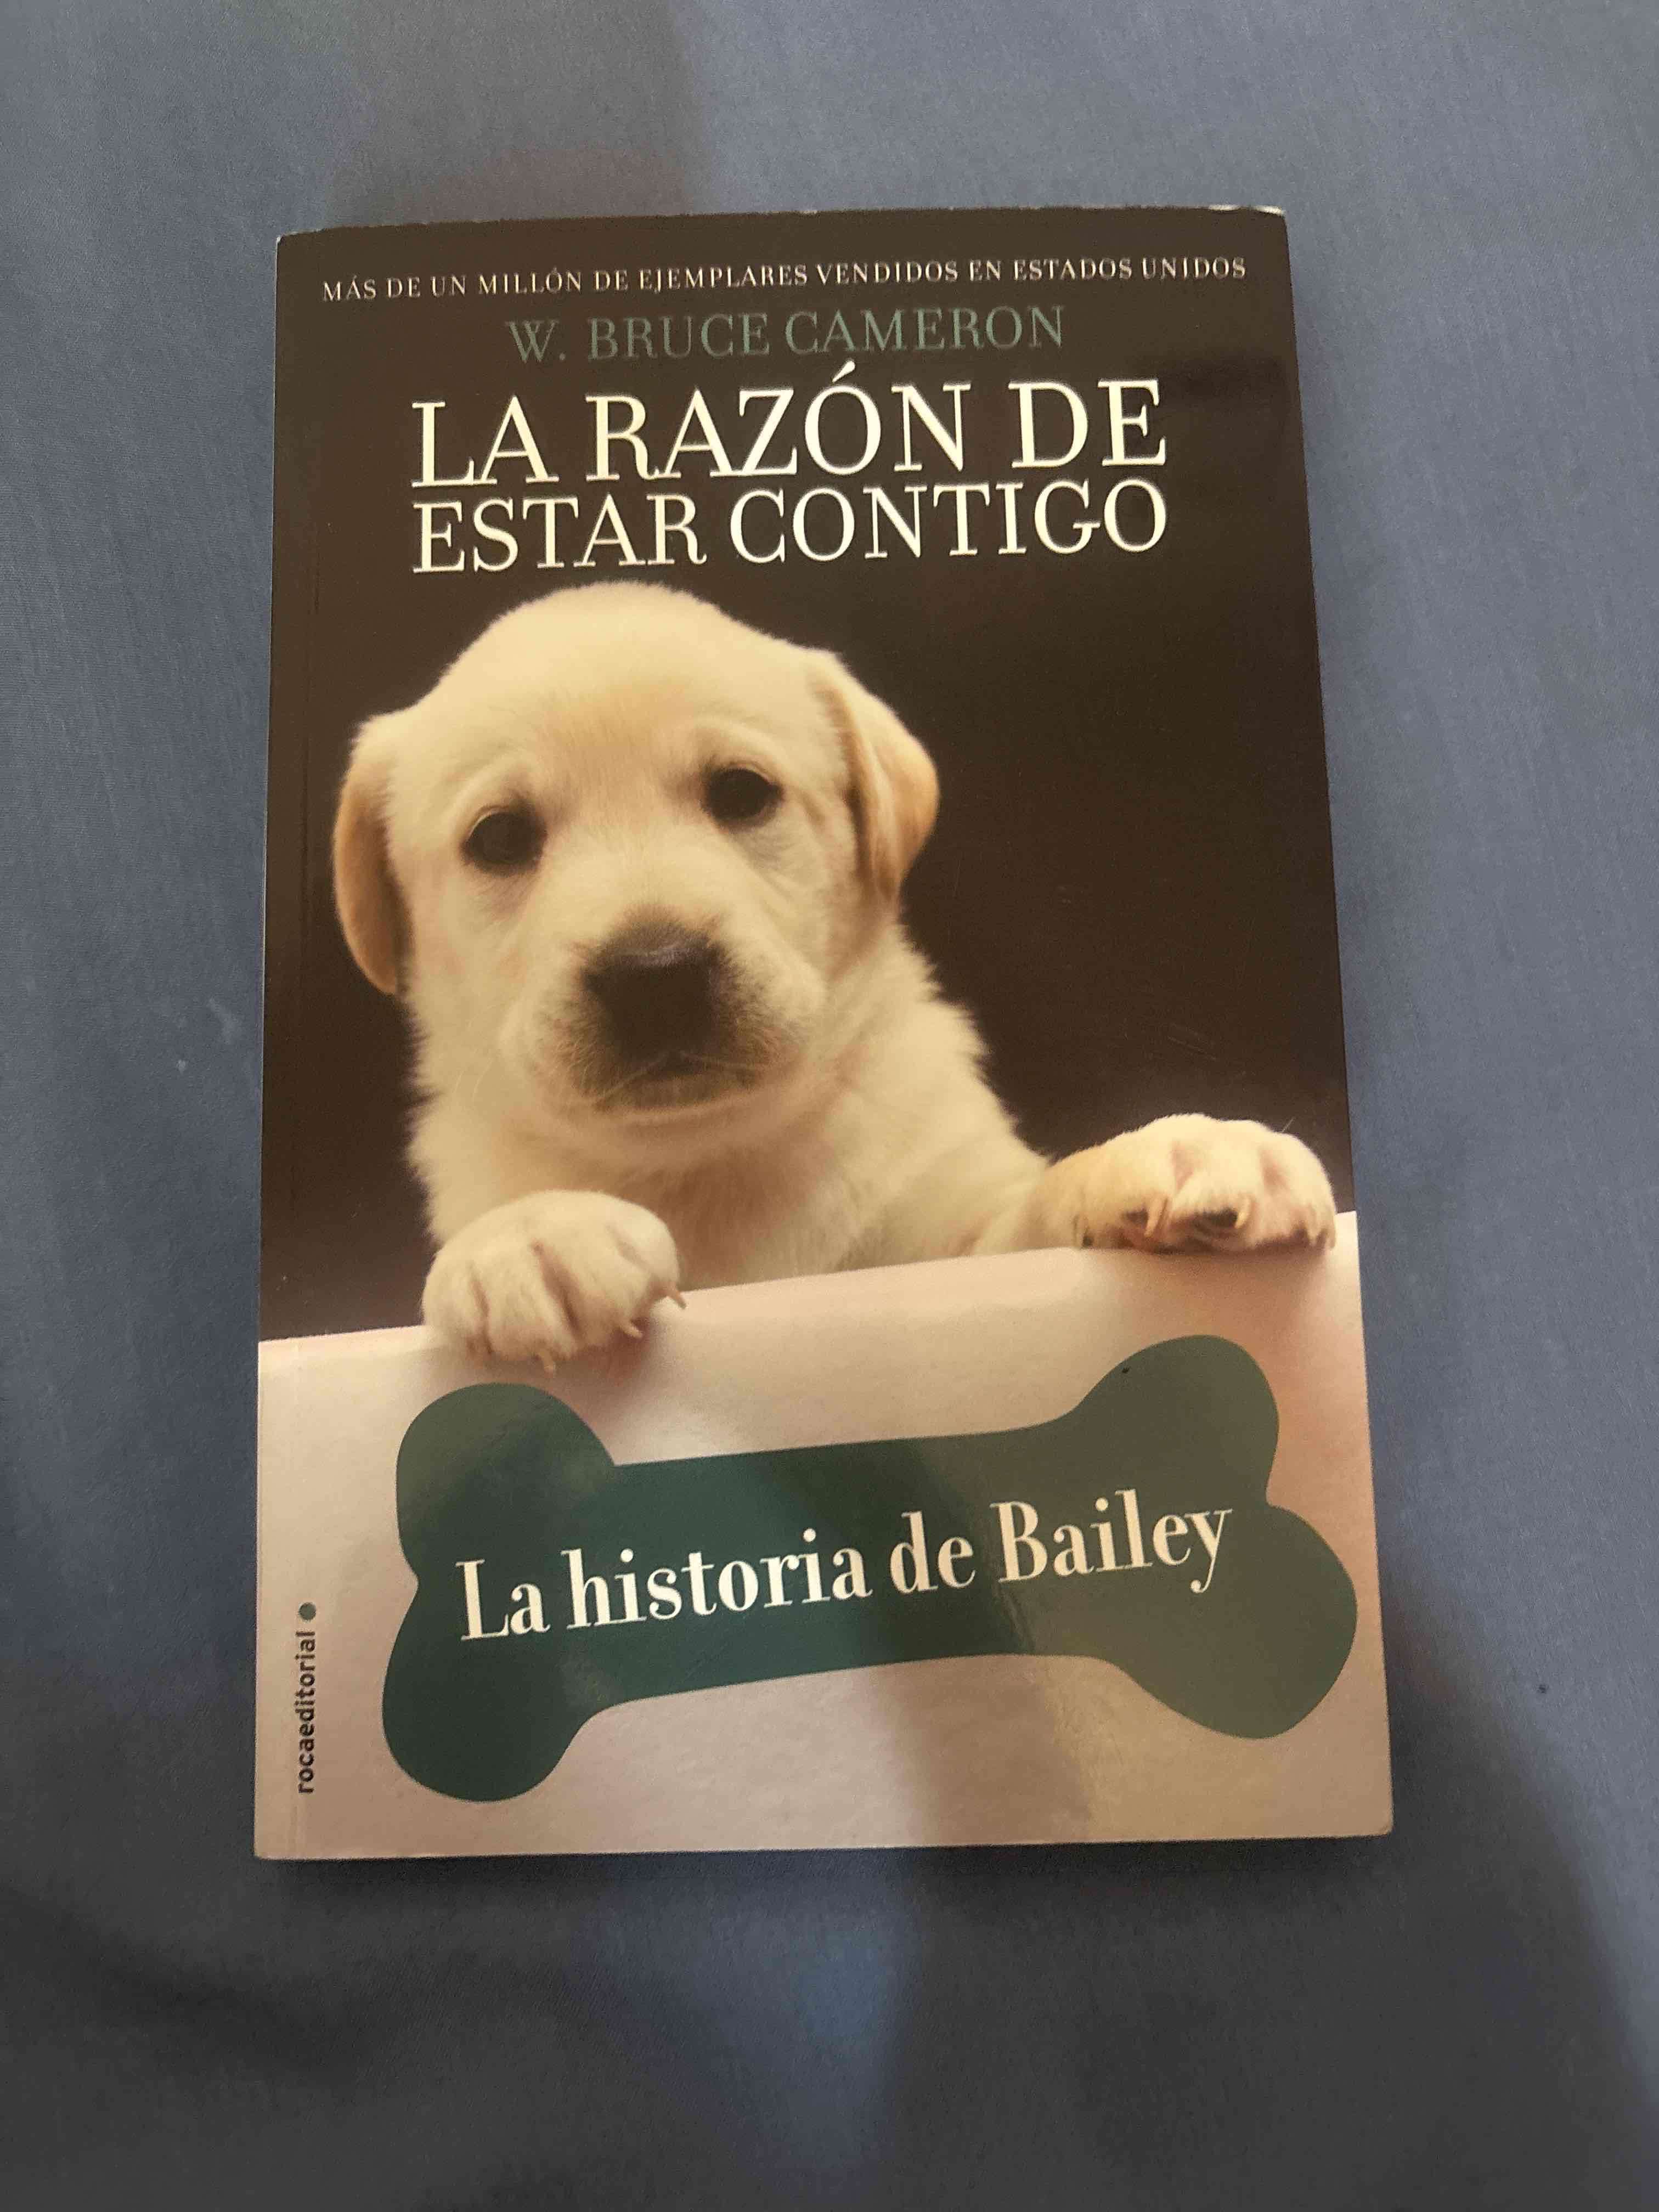 MÁS DE UN MILLÓN DE EJEMPLARES VENDIDOS EN ESTADOS UNIDOS
W. BRUCE CAMERON
LA RAZÓN DE
ESTAR CONTIGO
La historia de Bailey
rocaeditorial